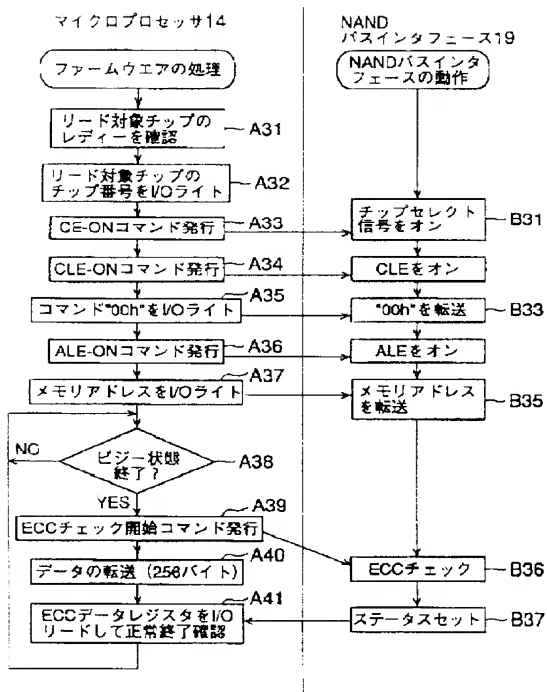 マイクロプロセッサ14
ファームウエアの処理
リード対象チップの
レディーを確認
A31
リード対象チップの
チップ番号をI/Oライト
A32
CE-ONコマンド発行
A33
CLE-ONコマンド発行
A34
コマンド"00h"をI/Oライト
A35
ALE-ONコマンド発行
A36
メモリアドレスをI/Oライト
A37
NO
ビジー状態
終了?
A38
YES
ECCチェック開始コマンド発行
A39
データの転送 (256バイト)
A40
ECCデータレジスタをI/O
リードして正常終了確認
A41
NAND
バスインタフェース19
NANDバスインタ
フェースの動作
チップセレクト
信号をオン
B31
CLEをオン
"00h"を転送
B33
ALEをオン
メモリアドレス
を転送
B35
ECCチェック
B36
ステータスセット
B37